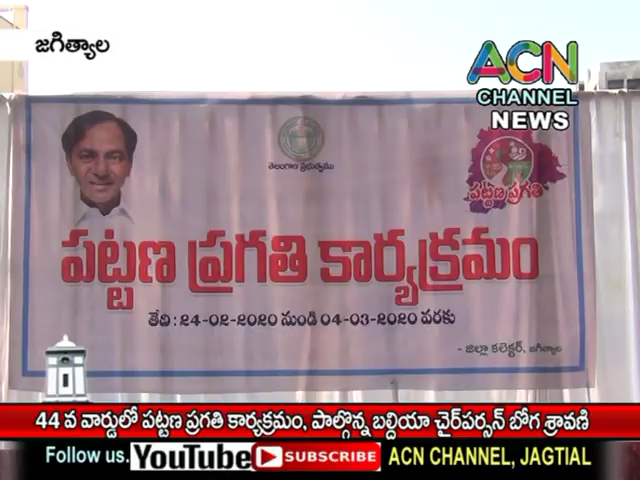 జగిత్యాల
ACN
CHANNEL
NEWS
తెలంగాణ ప్రభుత్వము
పట్టణ ప్రగతి
పట్టణ ప్రగతి కార్యక్రమం
తేది : 24-02-2020 నుండి 04-03-2020 వరకు
- జిల్లా కలెక్టర్, జగిత్యాల
44 వ వార్డులో పట్టణ ప్రగతి కార్యక్రమం, పాల్గొన్న బల్దియా చైర్‌పర్సన్ బోగ శ్రావణి
Follow us. YouTube SUBSCRIBE ACN CHANNEL, JAGTIAL